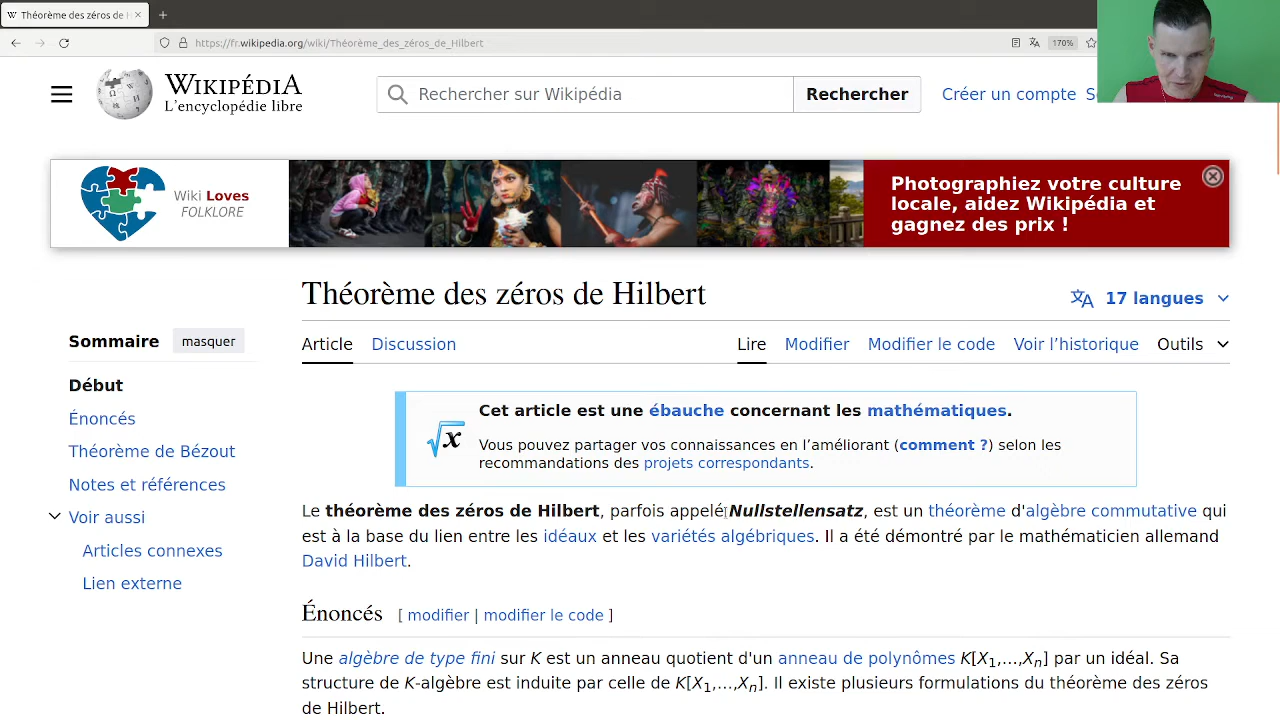 Théorème des zéros de H
https://fr.wikipedia.org/wiki/Théorème_des_zéros_de_Hilbert
170%
WIKIPÉDIA
L'encyclopédie libre
Rechercher sur Wikipédia
Rechercher
Créer un compte
Wiki Loves
FOLKLORE
Photographiez votre culture
locale, aidez Wikipédia et
gagnez des prix !
Théorème des zéros de Hilbert
17 langues
Sommaire
masquer
Article
Discussion
Lire
Modifier
Modifier le code
Voir l’historique
Outils
Début
Énoncés
Théorème de Bézout
Notes et références
Voir aussi
Articles connexes
Lien externe
Cet article est une ébauche concernant les mathématiques.
Vous pouvez partager vos connaissances en l’améliorant (comment ?) selon les
recommandations des projets correspondants.
Le théorème des zéros de Hilbert, parfois appelé Nullstellensatz, est un théorème d'algèbre commutative qui
est à la base du lien entre les idéaux et les variétés algébriques. Il a été démontré par le mathématicien allemand
David Hilbert.
Énoncés [ modifier | modifier le code ]
Une algèbre de type fini sur K est un anneau quotient d'un anneau de polynômes K[X1,...,Xn] par un idéal. Sa
structure de K-algèbre est induite par celle de K[X1,...,Xn]. Il existe plusieurs formulations du théorème des zéros
de Hilbert.